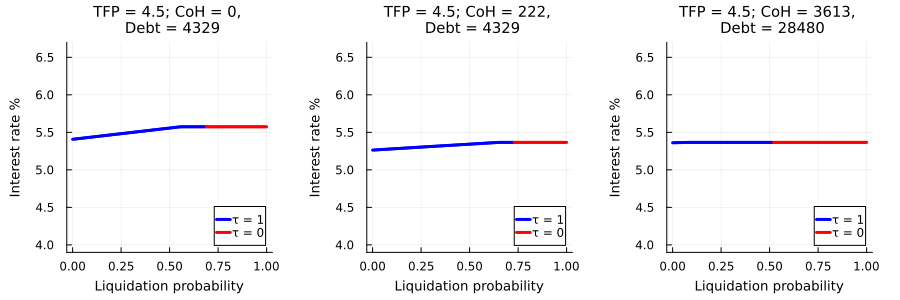 TFP = 4.5; CoH = 0,
Debt = 4329
6.5
6.0
5.5
5.0
4.5
4.0
Interest rate %
τ = 1
τ = 0
0.00 0.25 0.50 0.75 1.00
Liquidation probability
TFP = 4.5; CoH = 222,
Debt = 4329
6.5
6.0
5.5
5.0
4.5
4.0
Interest rate %
τ = 1
τ = 0
0.00 0.25 0.50 0.75 1.00
Liquidation probability
TFP = 4.5; CoH = 3613,
Debt = 28480
6.5
6.0
5.5
5.0
4.5
4.0
Interest rate %
τ = 1
τ = 0
0.00 0.25 0.50 0.75 1.00
Liquidation probability